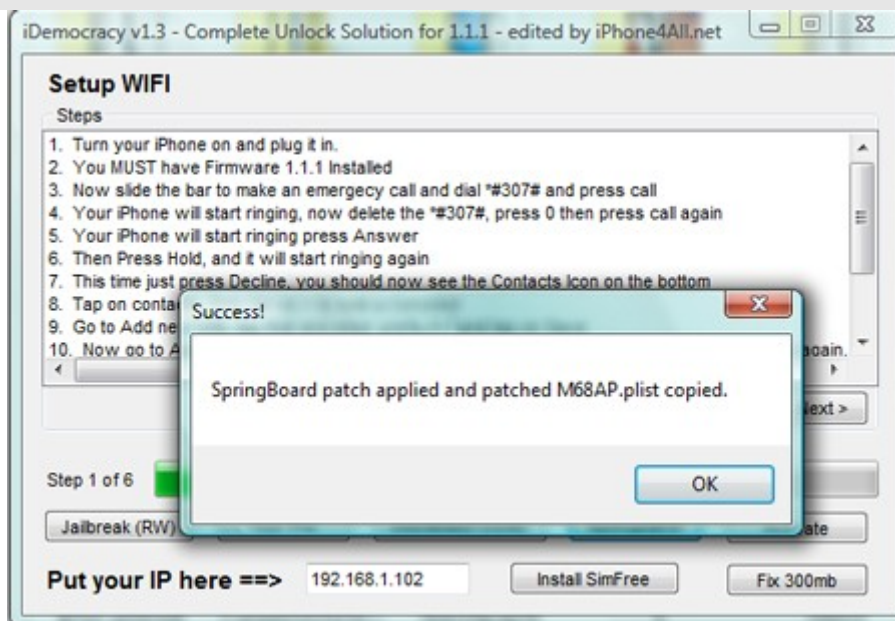 iDemocracy v1.3 - Complete Unlock Solution for 1.1.1 - edited by iPhone4All.net
Setup WIFI
Steps
1. Turn your iPhone on and plug it in.
2. You MUST have Firmware 1.1.1 Installed
3. Now slide the bar to make an emergecy call and dial *#307# and press call
4. Your iPhone will start ringing, now delete the *#307#, press 0 then press call again
5. Your iPhone will start ringing press Answer
6. Then Press Hold, and it will start ringing again
7. This time just press Decline, you should now see the Contacts Icon on the bottom
8. Tap on contac
9. Go to Add ne
10. Now go to A again.
Success!
SpringBoard patch applied and patched M68AP.plist copied.
OK
Next >
Step 1 of 6
Jailbreak (RW) ate
Put your IP here ==> 192.168.1.102 Install SimFree Fix 300mb